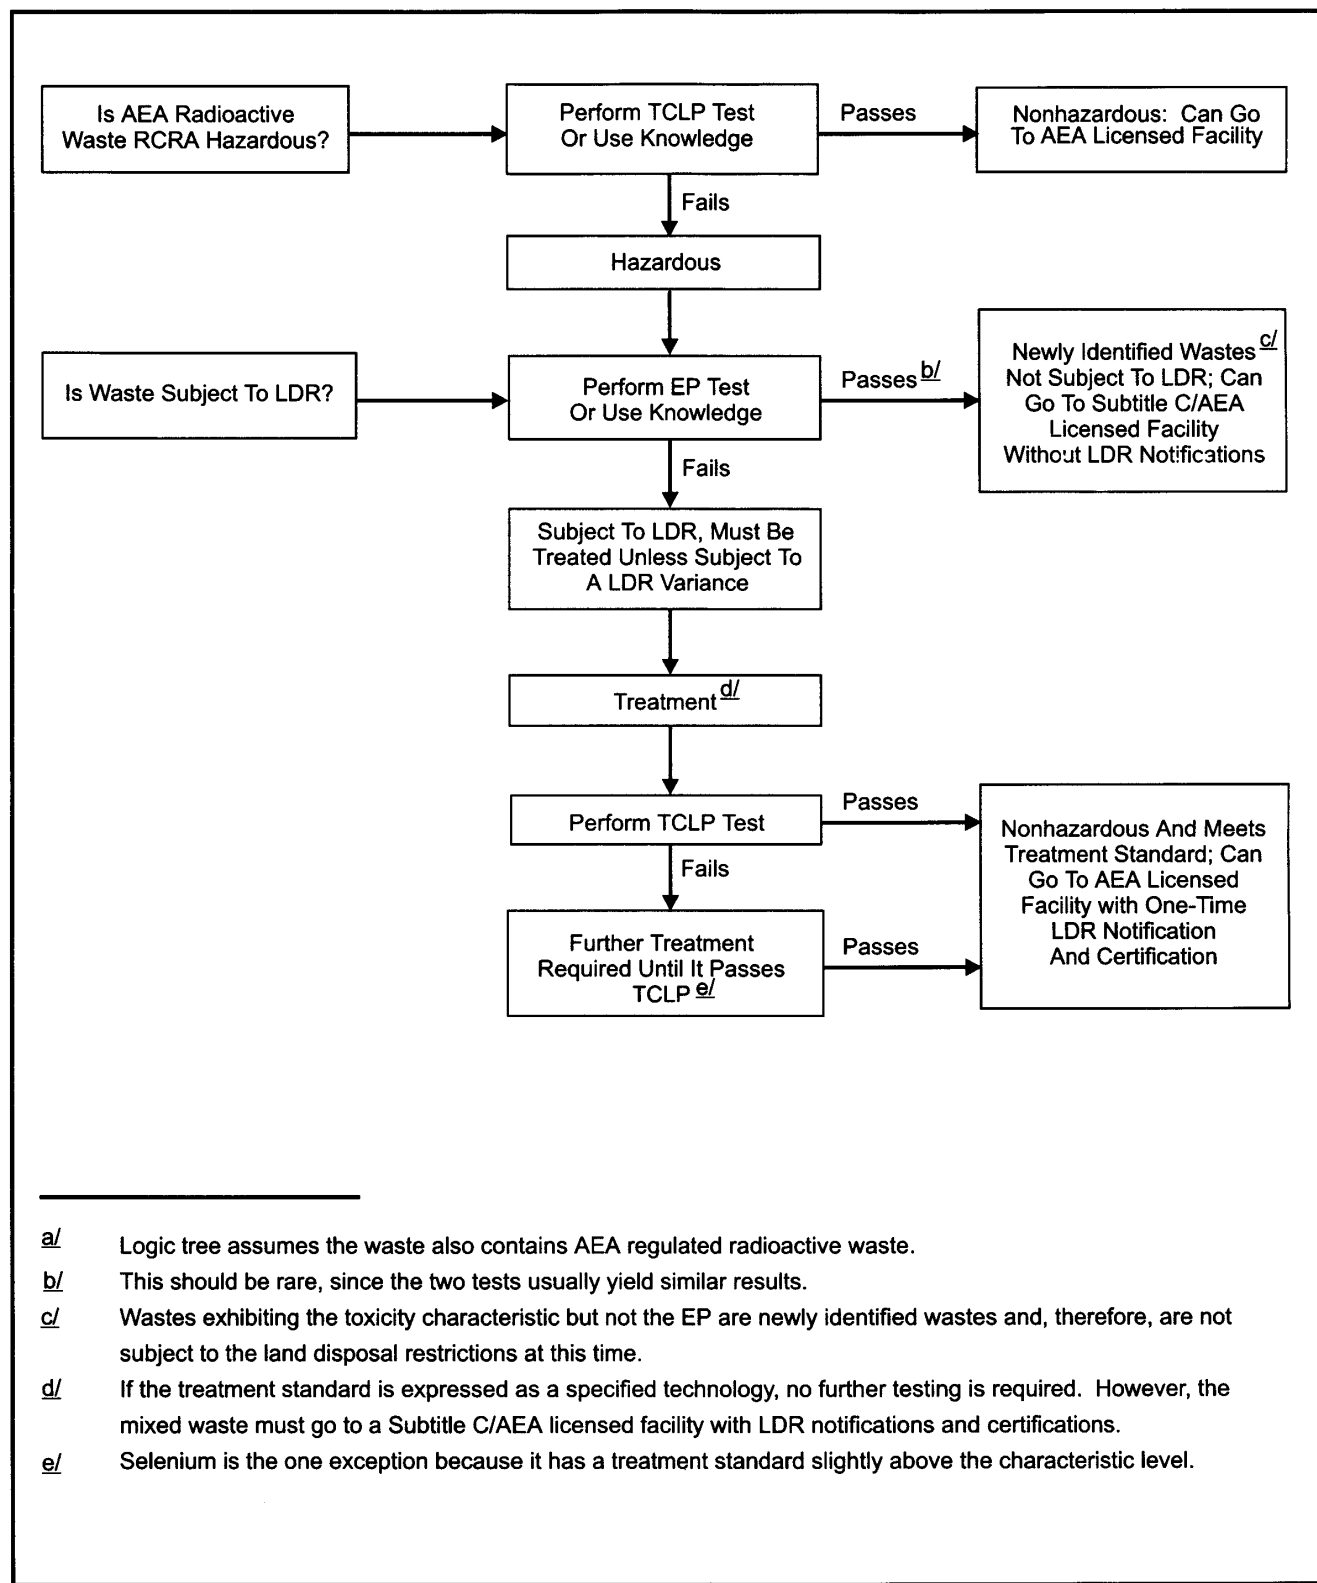 Is AEA Radioactive
Waste RCRA Hazardous?
Perform TCLP Test
Or Use Knowledge
Passes
Nonhazardous: Can Go
To AEA Licensed Facility
Fails
Hazardous
Is Waste Subject To LDR?
Perform EP Test
Or Use Knowledge
Passes b/
Newly Identified Wastes c/
Not Subject To LDR; Can
Go To Subtitle C/AEA
Licensed Facility
Without LDR Notifications
Fails
Subject To LDR, Must Be
Treated Unless Subject To
A LDR Variance
Treatment d/
Perform TCLP Test
Passes
Fails
Further Treatment
Required Until It Passes
TCLP e/
Passes
Nonhazardous And Meets
Treatment Standard; Can
Go To AEA Licensed
Facility with One-Time
LDR Notification
And Certification
a/ Logic tree assumes the waste also contains AEA regulated radioactive waste.
b/ This should be rare, since the two tests usually yield similar results.
c/ Wastes exhibiting the toxicity characteristic but not the EP are newly identified wastes and, therefore, are not
subject to the land disposal restrictions at this time.
d/ If the treatment standard is expressed as a specified technology, no further testing is required. However, the
mixed waste must go to a Subtitle C/AEA licensed facility with LDR notifications and certifications.
e/ Selenium is the one exception because it has a treatment standard slightly above the characteristic level.